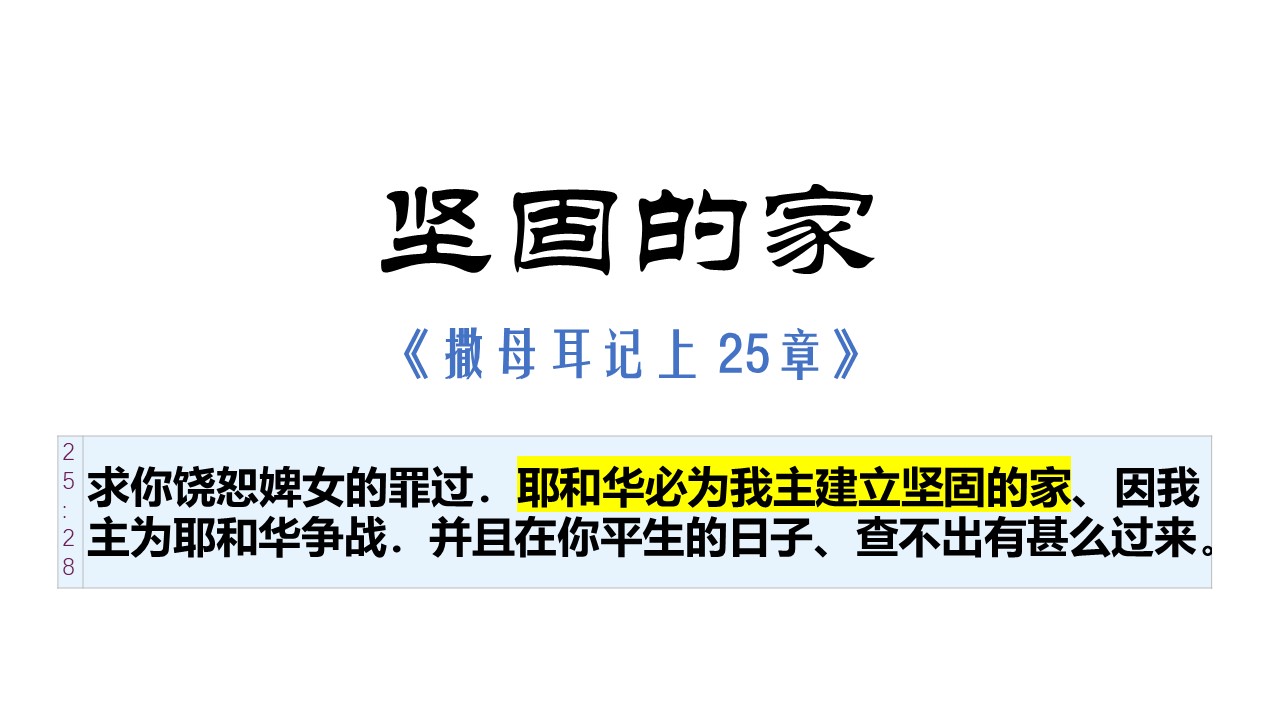 坚固的家
《撒母耳记上 25章》
25:28
求你饶恕婢女的罪过．耶和华必为我主建立坚固的家、因我
主为耶和华争战．并且在你平生的日子、查不出有甚么过来。